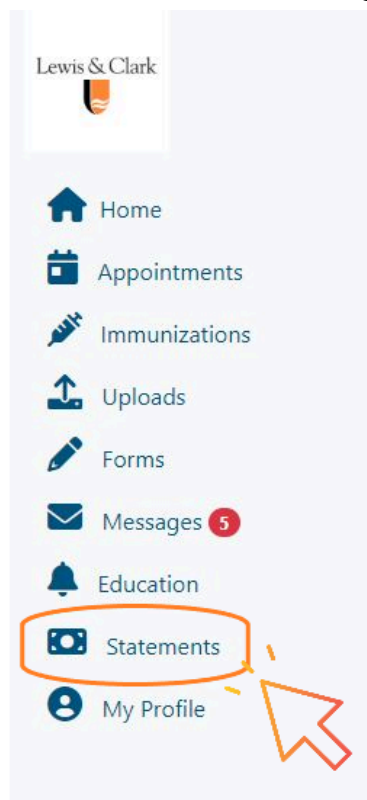 Lewis & Clark
Home
Appointments
Immunizations
Uploads
Forms
Messages 5
Education
Statements
My Profile